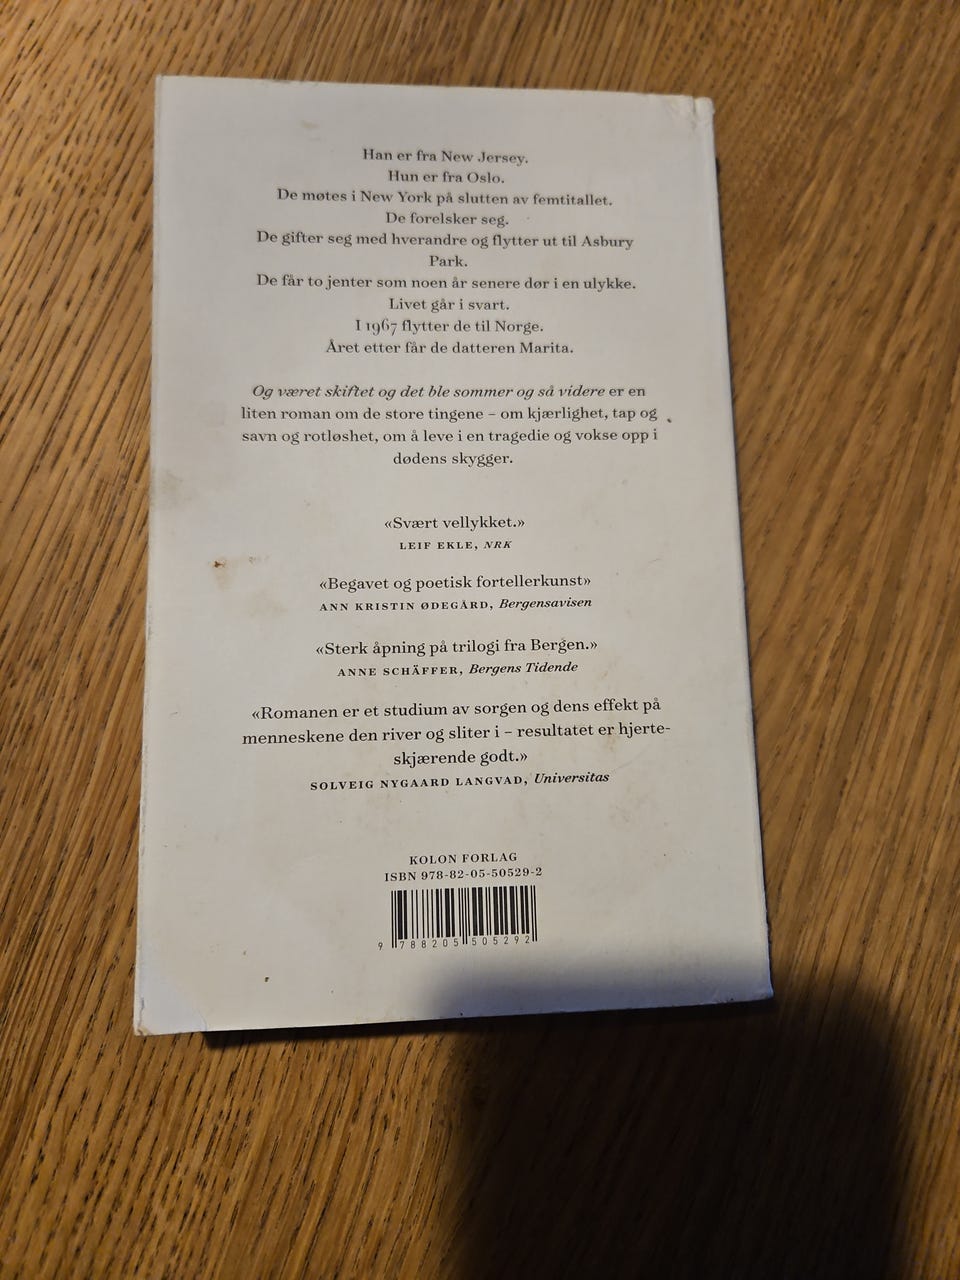 Han er fra New Jersey.
Hun er fra Oslo.
De møtes i New York på slutten av femtitallet.
De forelsker seg.
De gifter seg med hverandre og flytter ut til Asbury
Park.
De får to jenter som noen år senere dør i en ulykke.
Livet går i svart.
I 1967 flytter de til Norge.
Året etter får de datteren Marita.
Og været skiftet og det ble sommer og så videre er en
liten roman om de store tingene – om kjærlighet, tap og
savn og rotløshet, om å leve i en tragedie og vokse opp i
dødens skygger.
«Svært vellykket.»
LEIF EKLE, NRK
«Begavet og poetisk fortellerkunst»
ANN KRISTIN ØDEGÅRD, Bergensavisen
«Sterk åpning på trilogi fra Bergen.»
ANNE SCHÄFFER, Bergens Tidende
«Romanen er et studium av sorgen og dens effekt på
menneskene den river og sliter i – resultatet er hjerte-
skjærende godt.»
SOLVEIG NYGAARD LANGVAD, Universitas
KOLON FORLAG
ISBN 978-82-05-50529-2
9 788205 505292